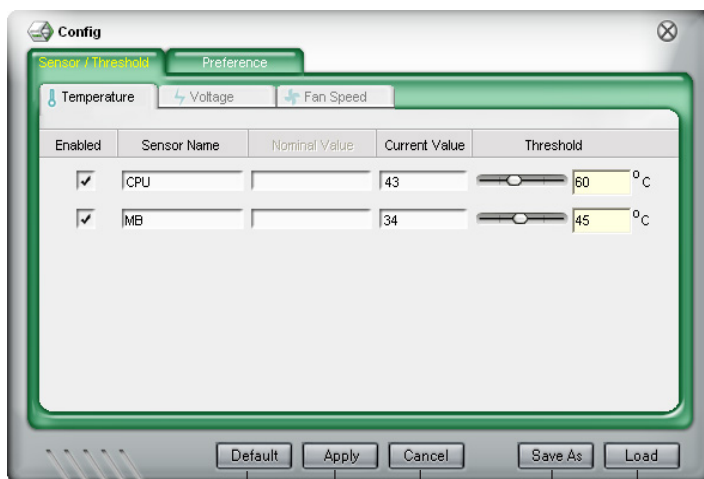 Config
Sensor / Threshold Preference
Temperature Voltage Fan Speed
Enabled Sensor Name Nominal Value Current Value Threshold
CPU 43 60 °C
MB 34 45 °C
Default Apply Cancel Save As Load